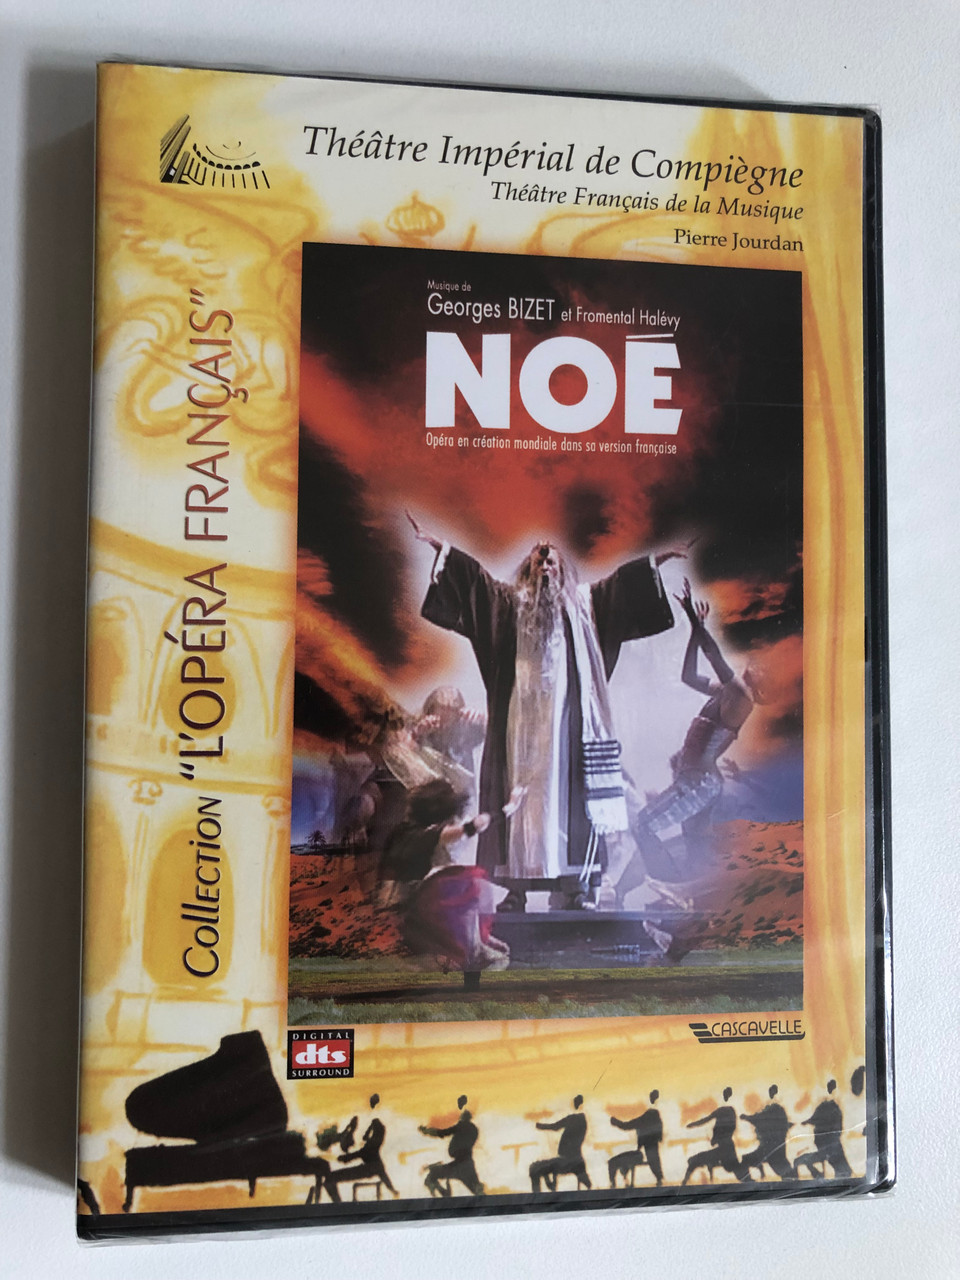 Théâtre Impérial de Compiègne
Théâtre Français de la Musique
Pierre Jourdan
Collection "L'OPÉRA FRANÇAIS"
Musique de
Georges BIZET et Fromental Halévy
NOÉ
Opéra en création mondiale dans sa version française
CASCAVELLE
DIGITAL
dts
SURROUND